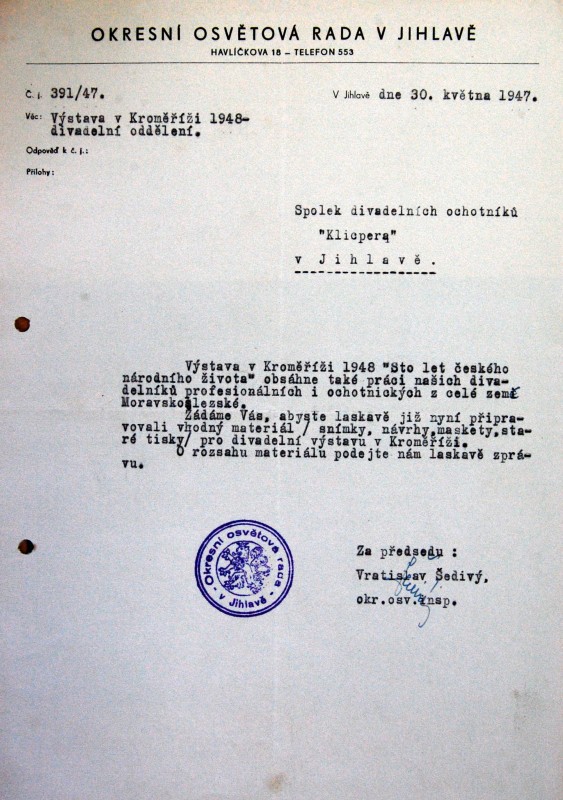 OKRESNÍ OSVĚTOVÁ RADA V JIHLAVĚ
HAVLÍČKOVA 18 – TELEFON 553
Č. j. 391/47.
V Jihlavě dne 30. května 1947.
Věc: Výstava v Kroměříži 1948-
divadelní oddělení.
Odpověď k č. j.:
Přílohy:
Spolek divadelních ochotníků
"Klicpera"
v Jihlavě.
Výstava v Kroměříži 1948 "Sto let českého
národního života" obsáhne také práci našich diva-
delníků profesionálních i ochotnických z celé země
Moravskoslezské.
Žádáme Vás, abyste laskavě již nyní připra-
vovali vhodný materiál / snímky, návrhy,maskety,sta-
ré tisky/ pro divadelní výstavu v Kroměříži.
O rozsahu materiálu podejte nám laskavě zprá-
vu.
Okresní osvětová rada
- v Jihlavě -
Za předsedu :
Vratislav Šedivý,
okr.osv.insp.